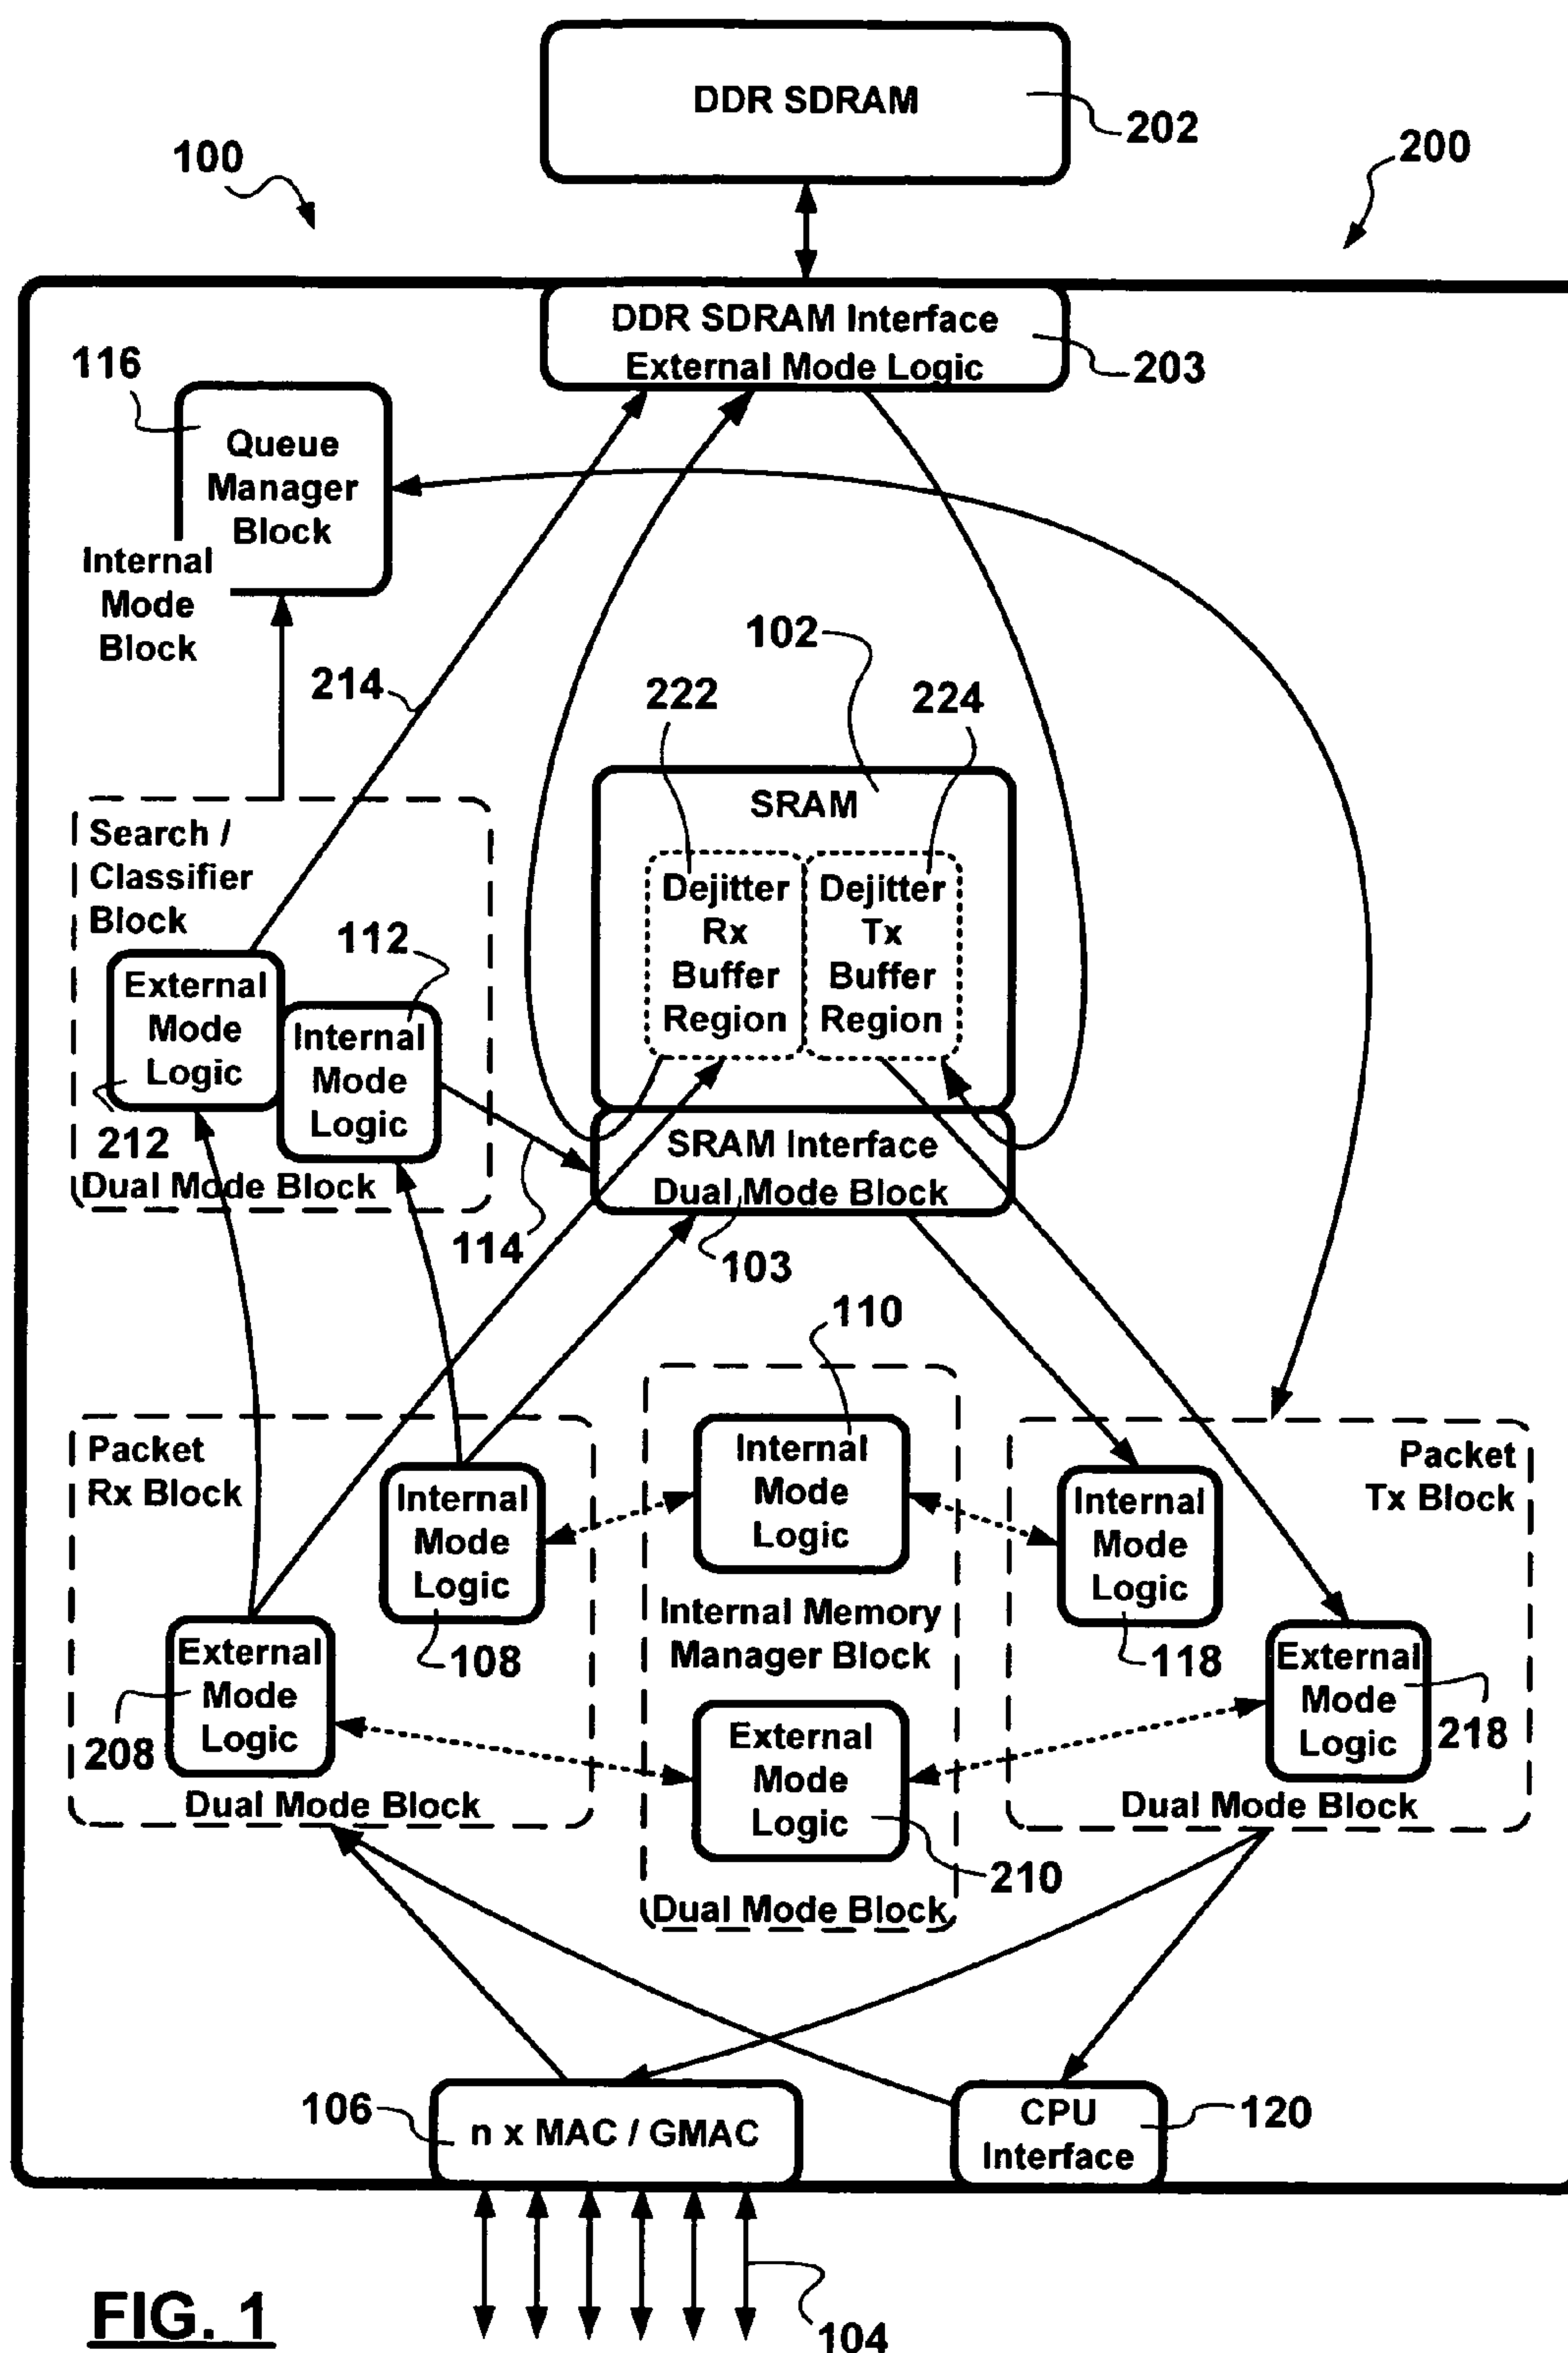 DDR SDRAM
202
100
200
DDR SDRAM Interface
External Mode Logic
203
116
Queue
Manager
Block
Internal
Mode
Block
214
102
222
224
SRAM
Dejitter
Rx
Buffer
Region
Dejitter
Tx
Buffer
Region
Search /
Classifier
Block
112
External
Mode
Logic
Internal
Mode
Logic
212
Dual Mode Block
114
SRAM Interface
Dual Mode Block
103
110
Packet
Rx Block
Internal
Mode
Logic
108
External
Mode
Logic
208
Dual Mode Block
Internal
Mode
Logic
Internal Memory
Manager Block
External
Mode
Logic
210
Dual Mode Block
Packet
Tx Block
Internal
Mode
Logic
118
External
Mode
Logic
218
Dual Mode Block
106
n x MAC / GMAC
CPU
Interface
120
104
FIG. 1